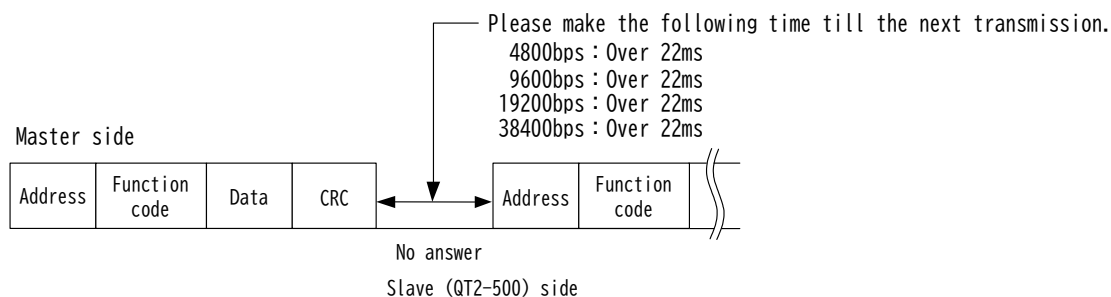 Please make the following time till the next transmission.
4800bps：Over 22ms
9600bps：Over 22ms
19200bps：Over 22ms
38400bps：Over 22ms
Master side
Address
Function
code
Data
CRC
Address
Function
code
No answer
Slave (QT2-500) side